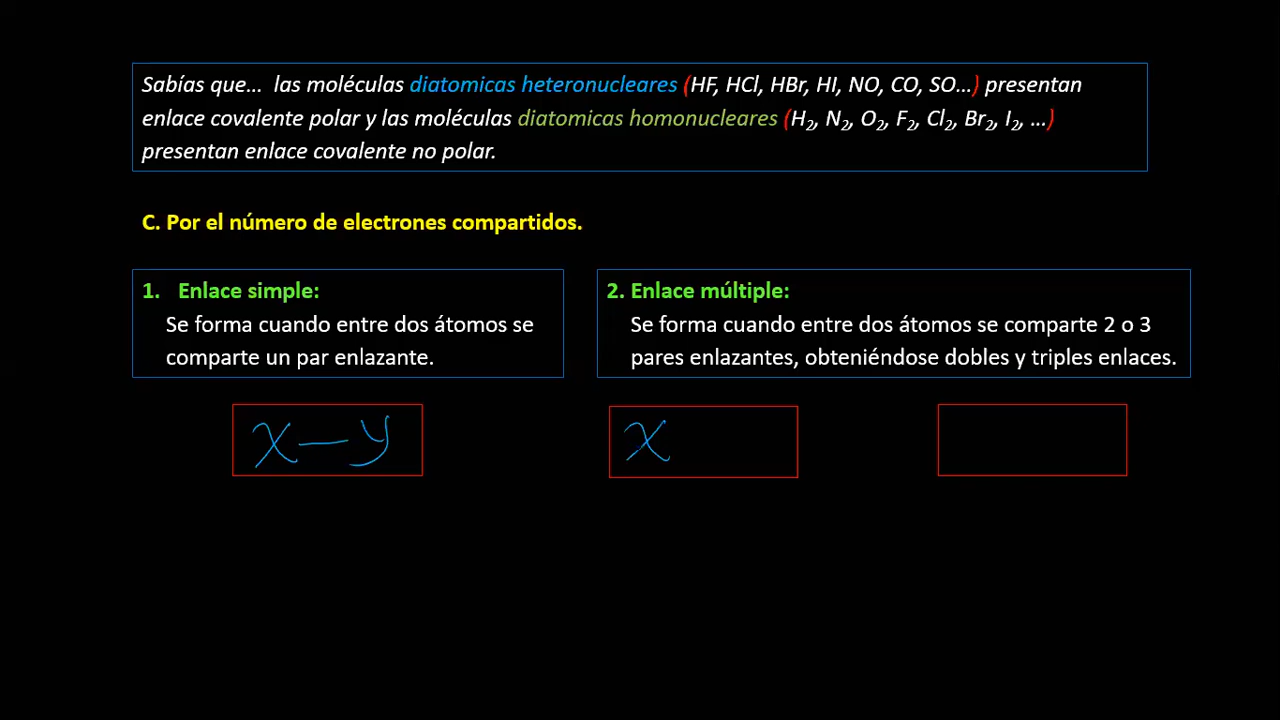 Sabías que... las moléculas diatomicas heteronucleares (HF, HCl, HBr, HI, NO, CO, SO...) presentan
enlace covalente polar y las moléculas diatomicas homonucleares (H₂, N₂, O₂, F₂, Cl₂, Br₂, I₂, ...)
presentan enlace covalente no polar.
C. Por el número de electrones compartidos.
1. Enlace simple:
Se forma cuando entre dos átomos se
comparte un par enlazante.
2. Enlace múltiple:
Se forma cuando entre dos átomos se comparte 2 o 3
pares enlazantes, obteniéndose dobles y triples enlaces.
X — Y
X